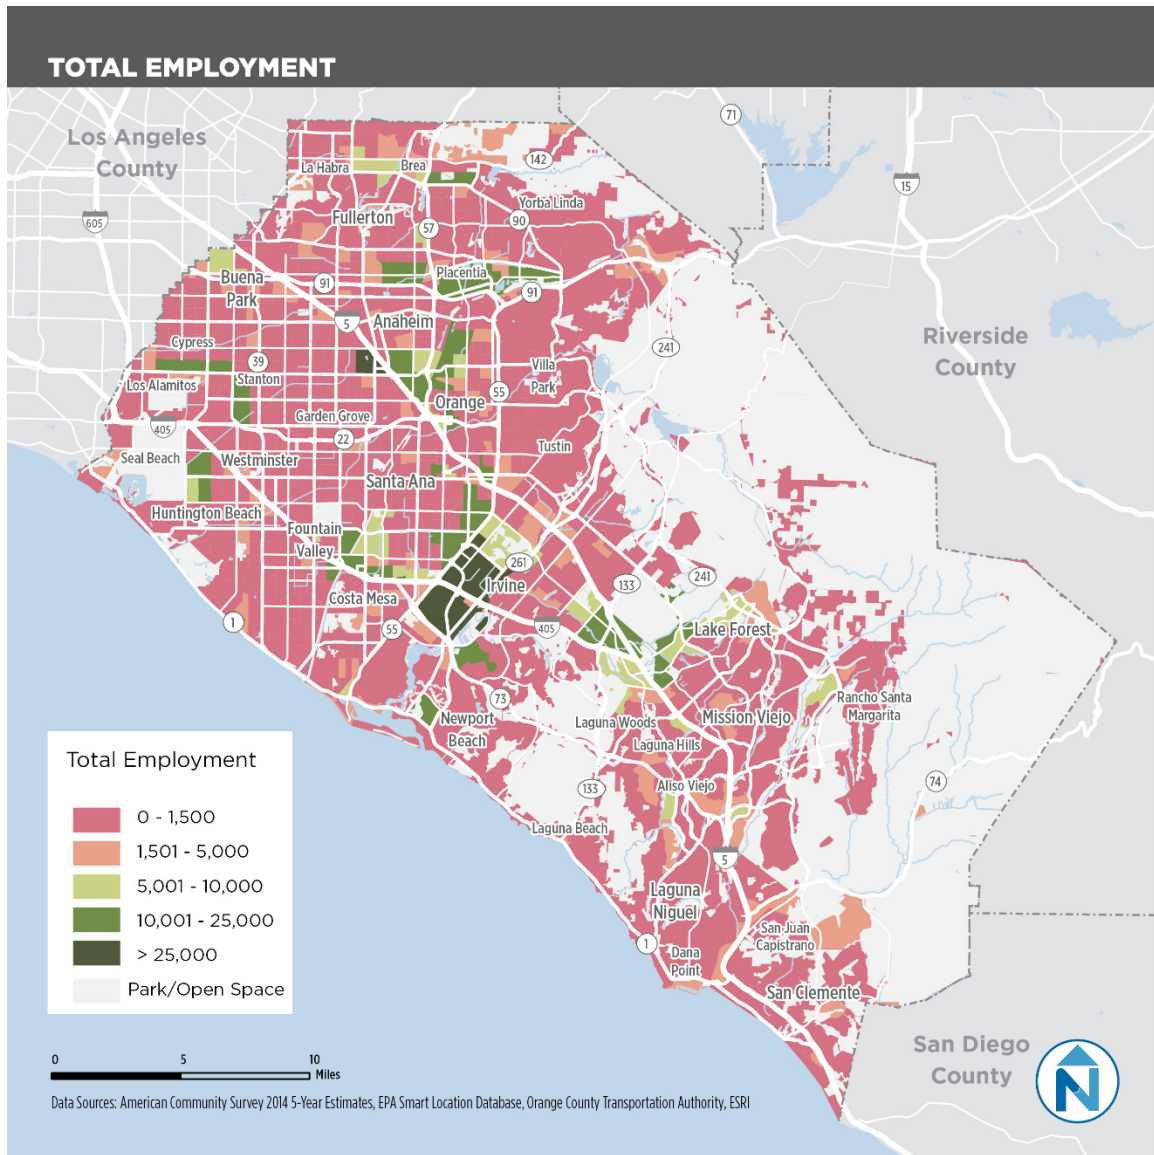 TOTAL EMPLOYMENT
Los Angeles
County
71
15
605
142
La Habra
Brea
Yorba Linda
Fullerton
57
90
Buena
Park
91
Placentia
91
5
Anaheim
Riverside
County
241
Cypress
39
Stanton
Villa
Park
Los Alamitos
55
Orange
Garden Grove
405
22
Tustin
Seal Beach
Westminster
Santa Ana
Huntington Beach
Fountain
Valley
261
Irvine
133
241
Costa Mesa
1
55
405
Lake Forest
73
Rancho Santa
Margarita
Newport
Beach
Laguna Woods
Mission Viejo
Laguna Hills
Aliso Viejo
74
133
Laguna Beach
5
Laguna
Niguel
San Juan
Capistrano
1
Dana
Point
San Clemente
San Diego
County
Total Employment
0 - 1,500
1,501 - 5,000
5,001 - 10,000
10,001 - 25,000
> 25,000
Park/Open Space
0 5 10
Miles
Data Sources: American Community Survey 2014 5-Year Estimates, EPA Smart Location Database, Orange County Transportation Authority, ESRI
N